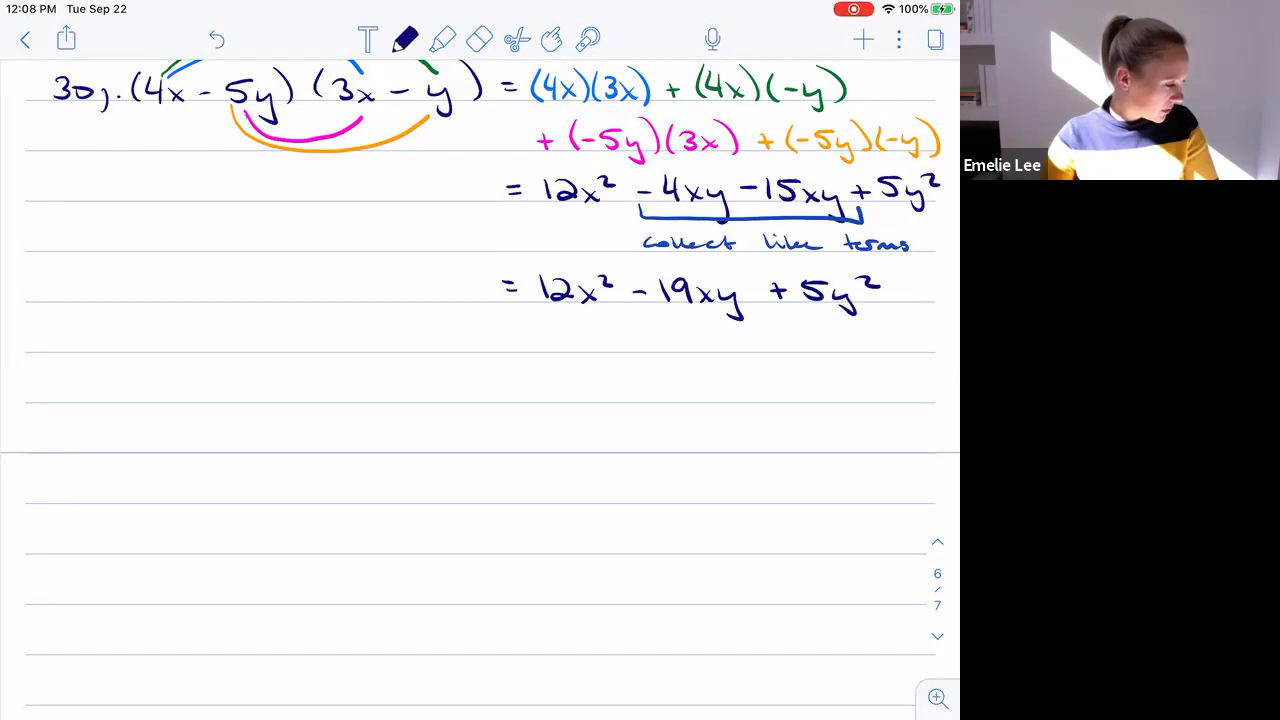 12:08 PM Tue Sep 22
100%
T
30j. (4x - 5y) (3x - y) = (4x)(3x) + (4x)(-y)
+ (-5y)(3x) + (-5y)(-y)
= 12x² - 4xy - 15xy + 5y²
collect like terms
= 12x² - 19xy + 5y²
6
/
7
Emelie Lee